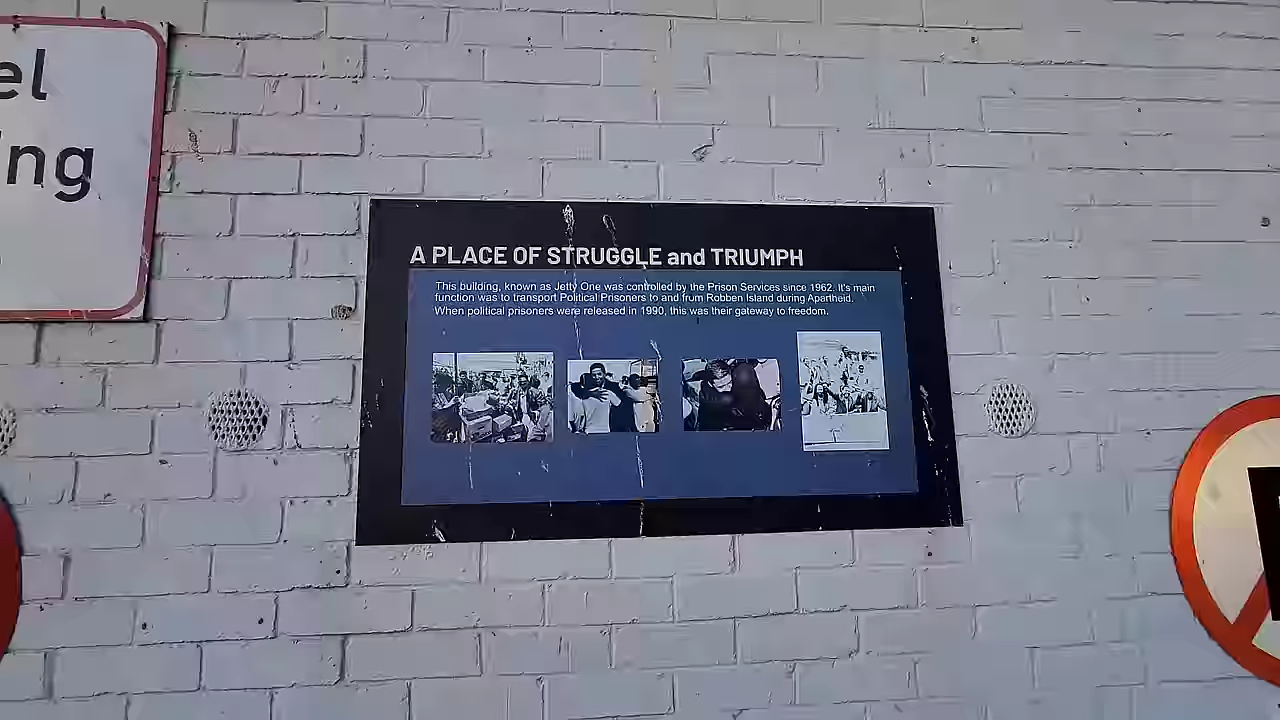 el
ing
A PLACE OF STRUGGLE and TRIUMPH
This building, known as Jetty One was controlled by the Prison Services since 1962. It's main
function was to transport Political Prisoners to and from Robben Island during Apartheid.
When political prisoners were released in 1990, this was their gateway to freedom.